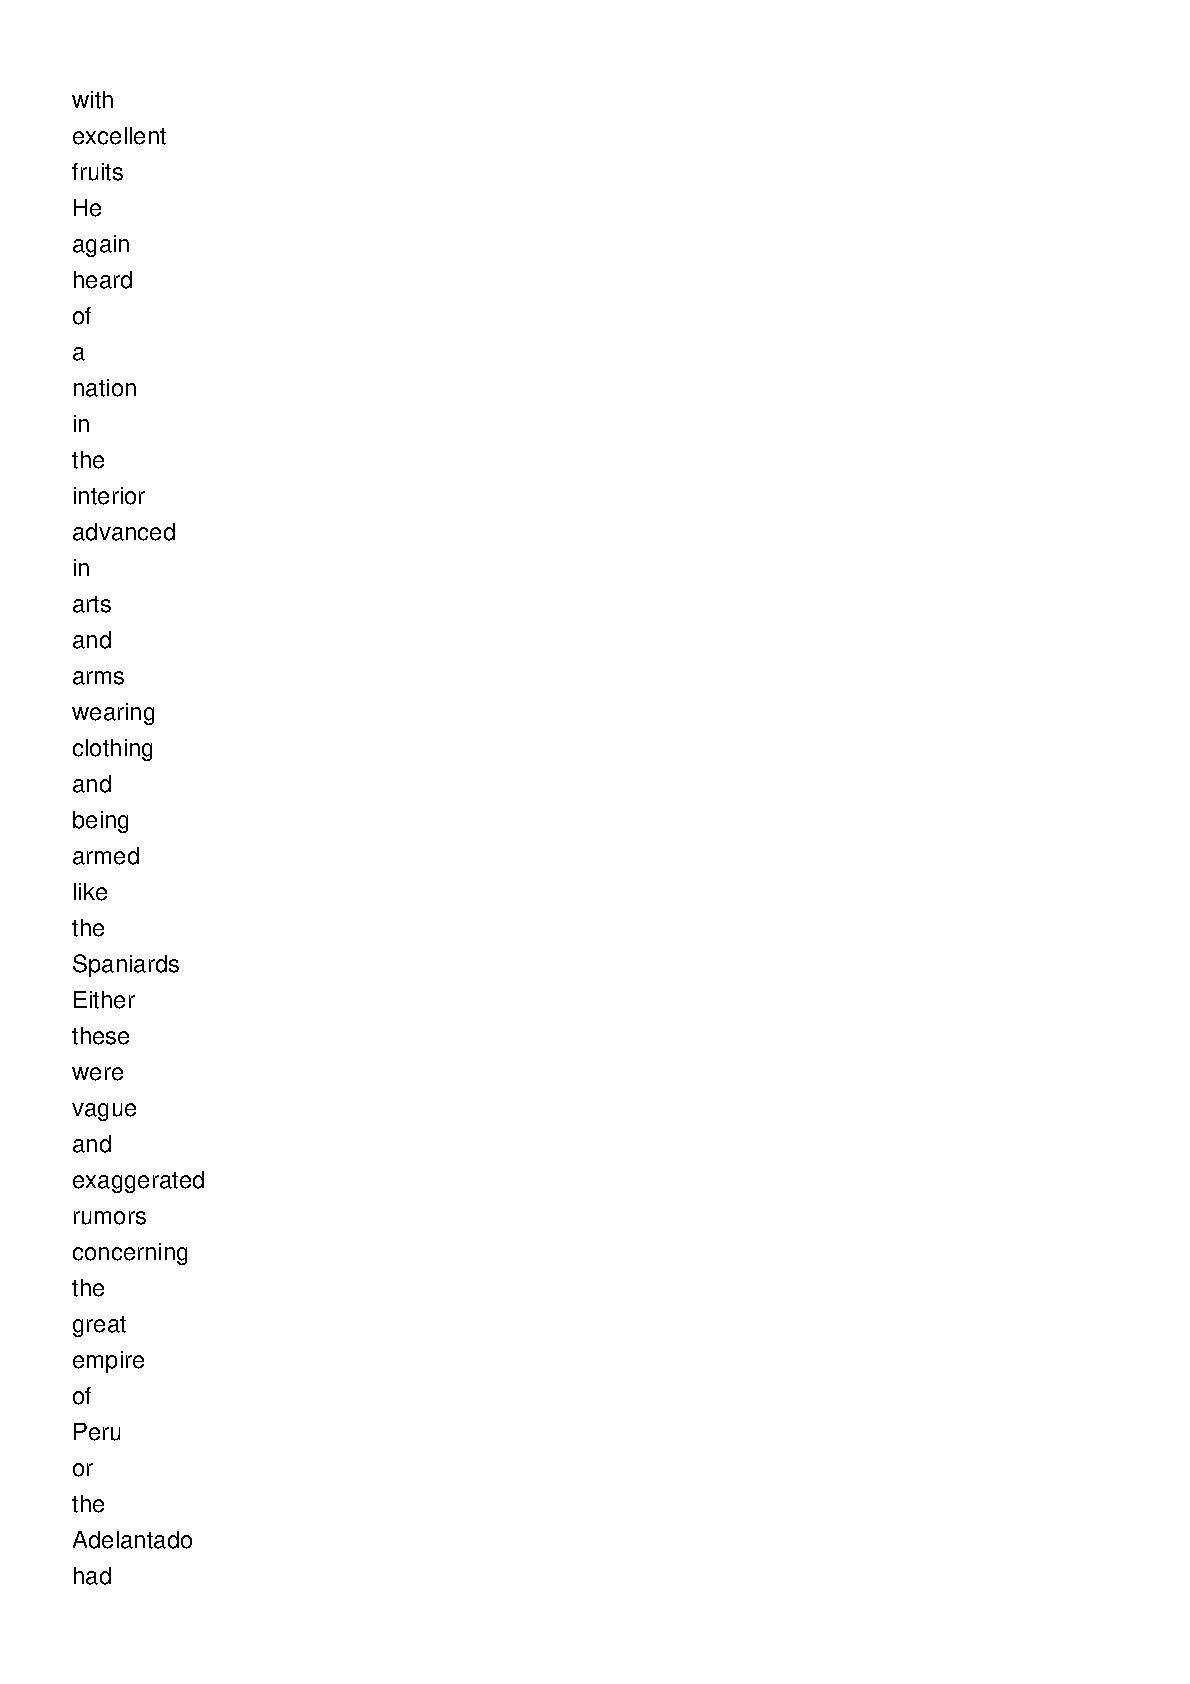 with
excellent
fruits
He
again
heard
of
a
nation
in
the
interior
advanced
in
arts
and
arms
wearing
clothing
and
being
armed
like
the
Spaniards
Either
these
were
vague
and
exaggerated
rumors
concerning
the
great
empire
of
Peru
or
the
Adelantado
had